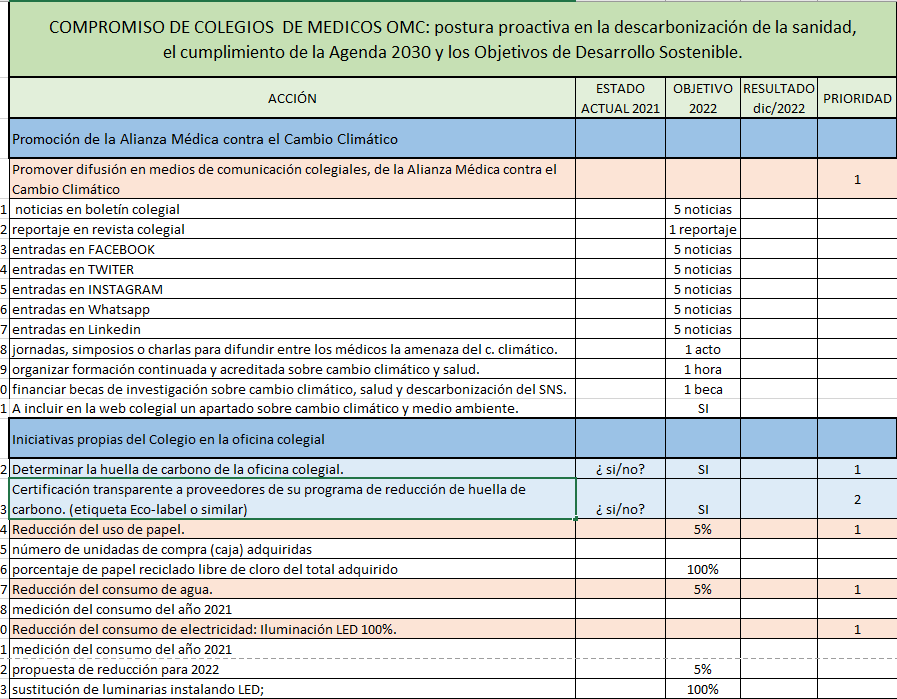 COMPROMISO DE COLEGIOS DE MEDICOS OMC: postura proactiva en la descarbonización de la sanidad,
el cumplimiento de la Agenda 2030 y los Objetivos de Desarrollo Sostenible.
ACCIÓN ESTADO ACTUAL 2021 OBJETIVO 2022 RESULTADO dic/2022 PRIORIDAD
Promoción de la Alianza Médica contra el Cambio Climático
Promover difusión en medios de comunicación colegiales, de la Alianza Médica contra el
Cambio Climático 1
1 noticias en boletín colegial 5 noticias
2 reportaje en revista colegial 1 reportaje
3 entradas en FACEBOOK 5 noticias
4 entradas en TWITER 5 noticias
5 entradas en INSTAGRAM 5 noticias
6 entradas en Whatsapp 5 noticias
7 entradas en Linkedin 5 noticias
8 jornadas, simposios o charlas para difundir entre los médicos la amenaza del c. climático. 1 acto
9 organizar formación continuada y acreditada sobre cambio climático y salud. 1 hora
0 financiar becas de investigación sobre cambio climático, salud y descarbonización del SNS. 1 beca
1 A incluir en la web colegial un apartado sobre cambio climático y medio ambiente. SI
Iniciativas propias del Colegio en la oficina colegial
2 Determinar la huella de carbono de la oficina colegial. ¿ si/no? SI 1
Certificación transparente a proveedores de su programa de reducción de huella de
3 carbono. (etiqueta Eco-label o similar) ¿ si/no? SI 2
4 Reducción del uso de papel. 5% 1
5 número de unidades de compra (caja) adquiridas
6 porcentaje de papel reciclado libre de cloro del total adquirido 100%
7 Reducción del consumo de agua. 5% 1
8 medición del consumo del año 2021
0 Reducción del consumo de electricidad: Iluminación LED 100%. 1
1 medición del consumo del año 2021
2 propuesta de reducción para 2022 5%
3 sustitución de luminarias instalando LED; 100%